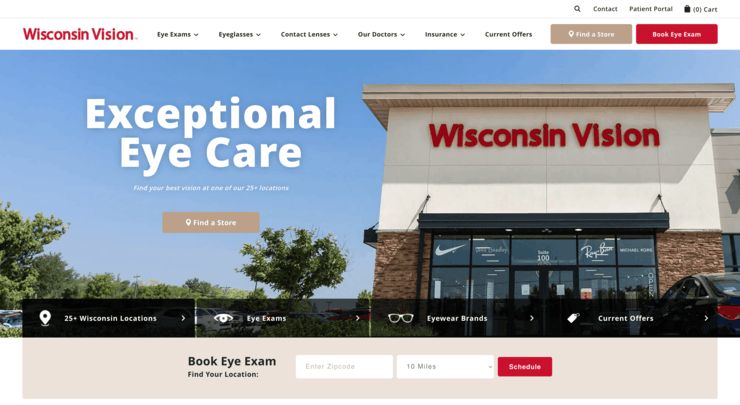 Contact Patient Portal (0) Cart
Wisconsin Vision
Eye Exams Eyeglasses Contact Lenses Our Doctors Insurance Current Offers Find a Store Book Eye Exam
Exceptional
Eye Care
Find your best vision at one of our 25+ locations
Find a Store
Wisconsin Vision
Suite
100
Ray-Ban
MICHAEL KORS
25+ Wisconsin Locations Eye Exams Eyewear Brands Current Offers
Book Eye Exam
Find Your Location:
Enter Zipcode
10 Miles
Schedule